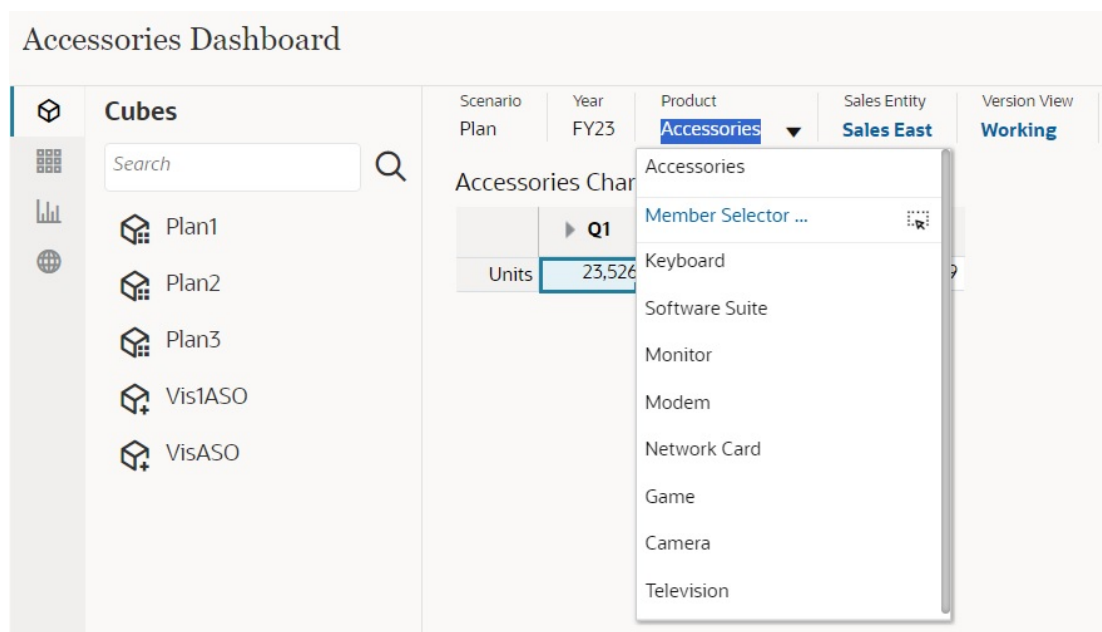 Accessories Dashboard
Cubes
Search
Plan1
Plan2
Plan3
Vis1ASO
VisASO
Scenario Year Product Sales Entity Version View
Plan FY23 Accessories Sales East Working
Accessories Char
Q1
Units 23,526 9
Accessories
Member Selector ...
Keyboard
Software Suite
Monitor
Modem
Network Card
Game
Camera
Television